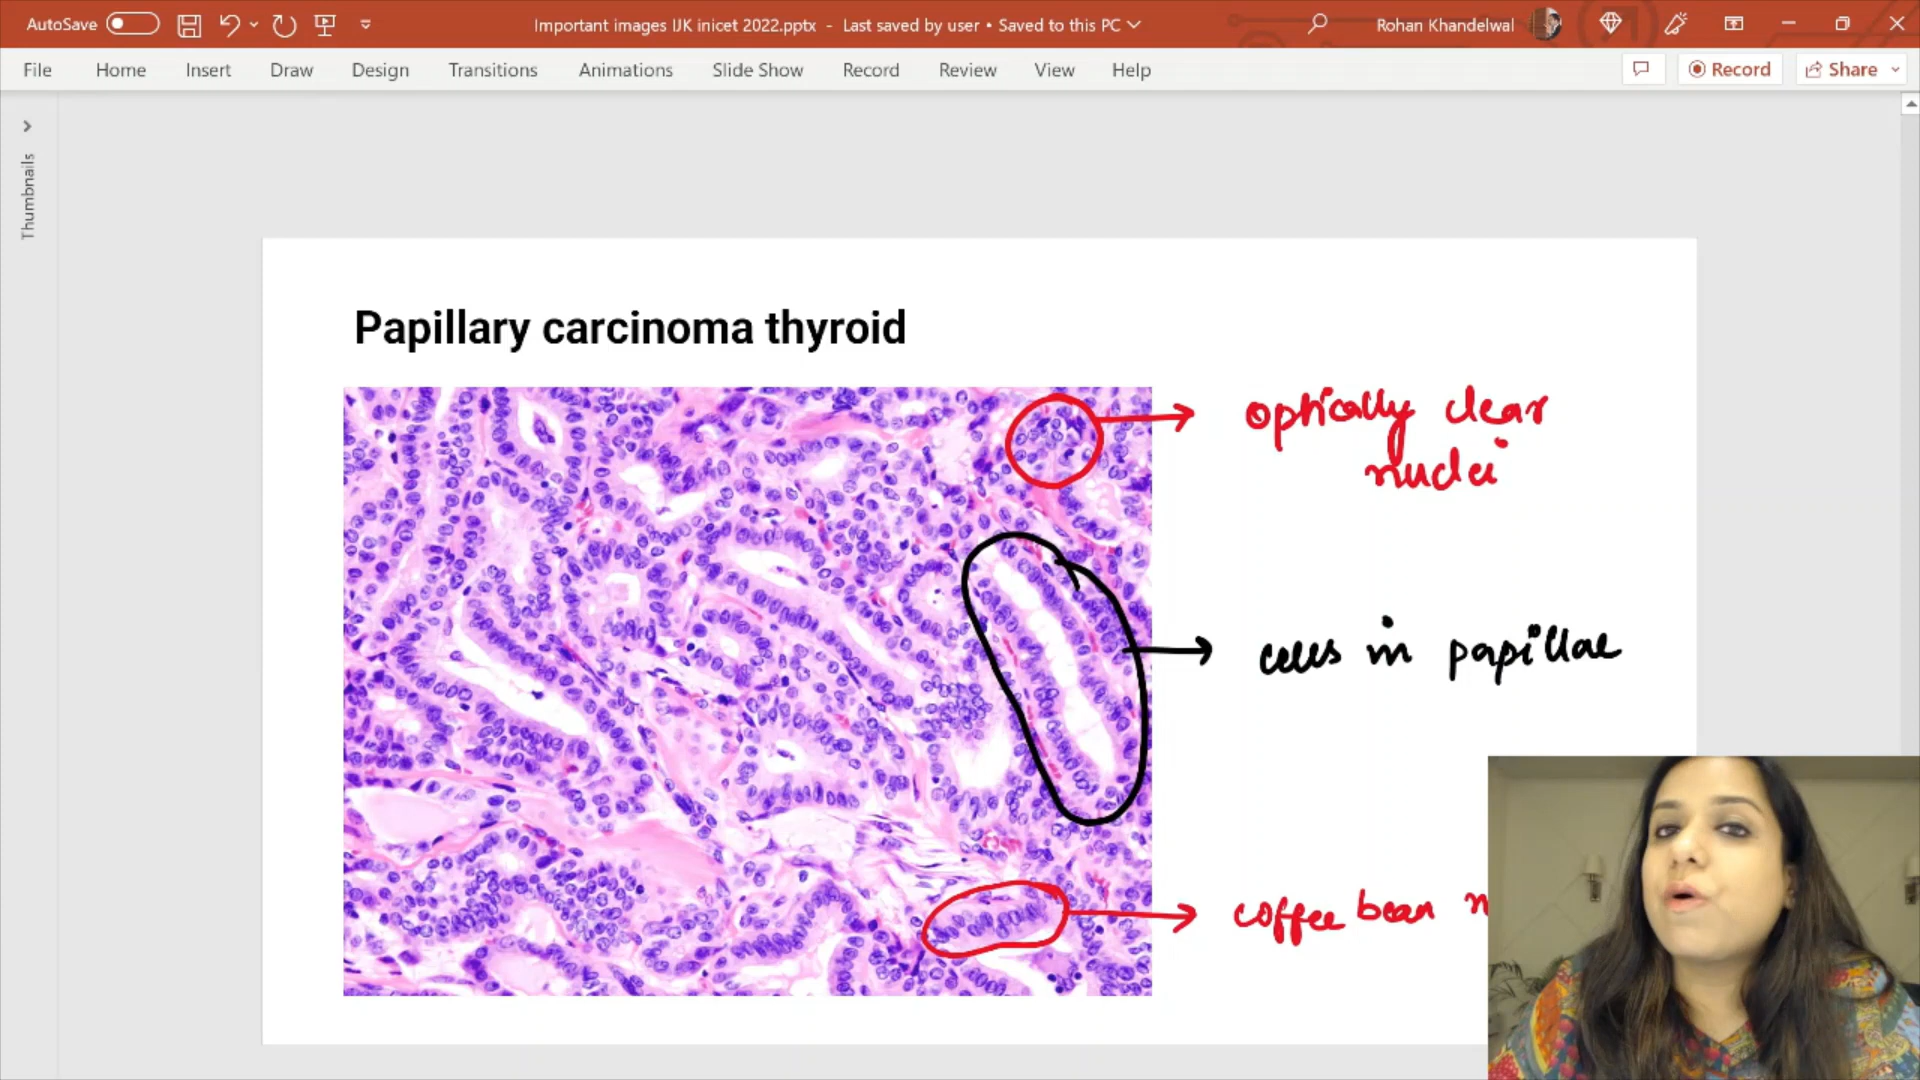 AutoSave
Important images IJK inicet 2022.pptx - Last saved by user • Saved to this PC
Rohan Khandelwal
File Home Insert Draw Design Transitions Animations Slide Show Record Review View Help
Record Share
Thumbnails
Papillary carcinoma thyroid
optically clear
nuclei
cells in papillae
coffee bean n